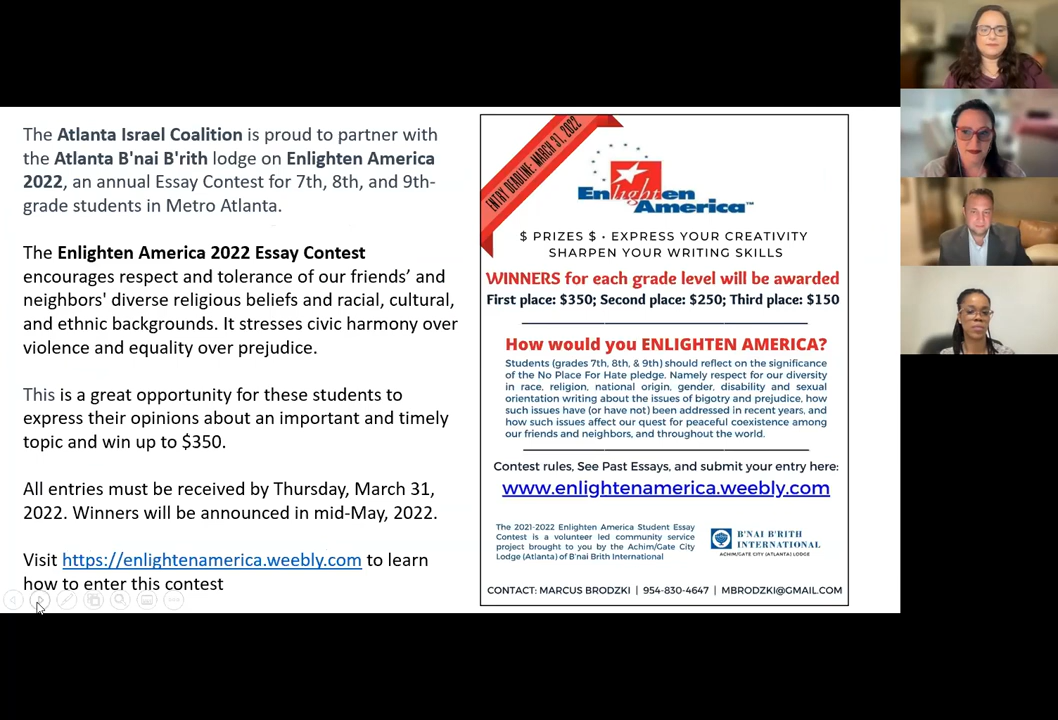 The Atlanta Israel Coalition is proud to partner with
the Atlanta B'nai B'rith lodge on Enlighten America
2022, an annual Essay Contest for 7th, 8th, and 9th-
grade students in Metro Atlanta.
The Enlighten America 2022 Essay Contest
encourages respect and tolerance of our friends’ and
neighbors' diverse religious beliefs and racial, cultural,
and ethnic backgrounds. It stresses civic harmony over
violence and equality over prejudice.
This is a great opportunity for these students to
express their opinions about an important and timely
topic and win up to $350.
All entries must be received by Thursday, March 31,
2022. Winners will be announced in mid-May, 2022.
Visit https://enlightenamerica.weebly.com to learn
how to enter this contest
ENTRY DEADLINE: MARCH 31, 2022
Enlighten
America™
$ PRIZES $ • EXPRESS YOUR CREATIVITY
SHARPEN YOUR WRITING SKILLS
WINNERS for each grade level will be awarded
First place: $350; Second place: $250; Third place: $150
How would you ENLIGHTEN AMERICA?
Students (grades 7th, 8th, & 9th) should reflect on the significance
of the No Place For Hate pledge. Namely respect for our diversity
in race, religion, national origin, gender, disability and sexual
orientation writing about the issues of bigotry and prejudice, how
such issues have (or have not) been addressed in recent years, and
how such issues affect our quest for peaceful coexistence among
our friends and neighbors, and throughout the world.
Contest rules, See Past Essays, and submit your entry here:
www.enlightenamerica.weebly.com
The 2021-2022 Enlighten America Student Essay
Contest is a volunteer led community service
project brought to you by the Achim/Gate City
Lodge (Atlanta) of B'nai Brith International
B'NAI B'RITH
INTERNATIONAL
ACHIM/GATE CITY (ATLANTA) LODGE
CONTACT: MARCUS BRODZKI | 954-830-4647 | MBRODZKI@GMAIL.COM